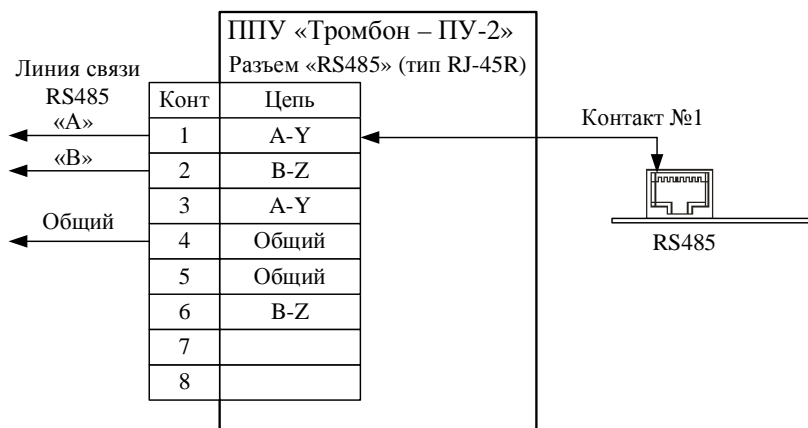 ППУ «Тромбон – ПУ-2»
Разъем «RS485» (тип RJ-45R)
Линия связи
RS485
Конт Цепь
«A» 1 A-Y
«B» 2 B-Z
3 A-Y
Общий 4 Общий
5 Общий
6 B-Z
7
8
Контакт №1
RS485